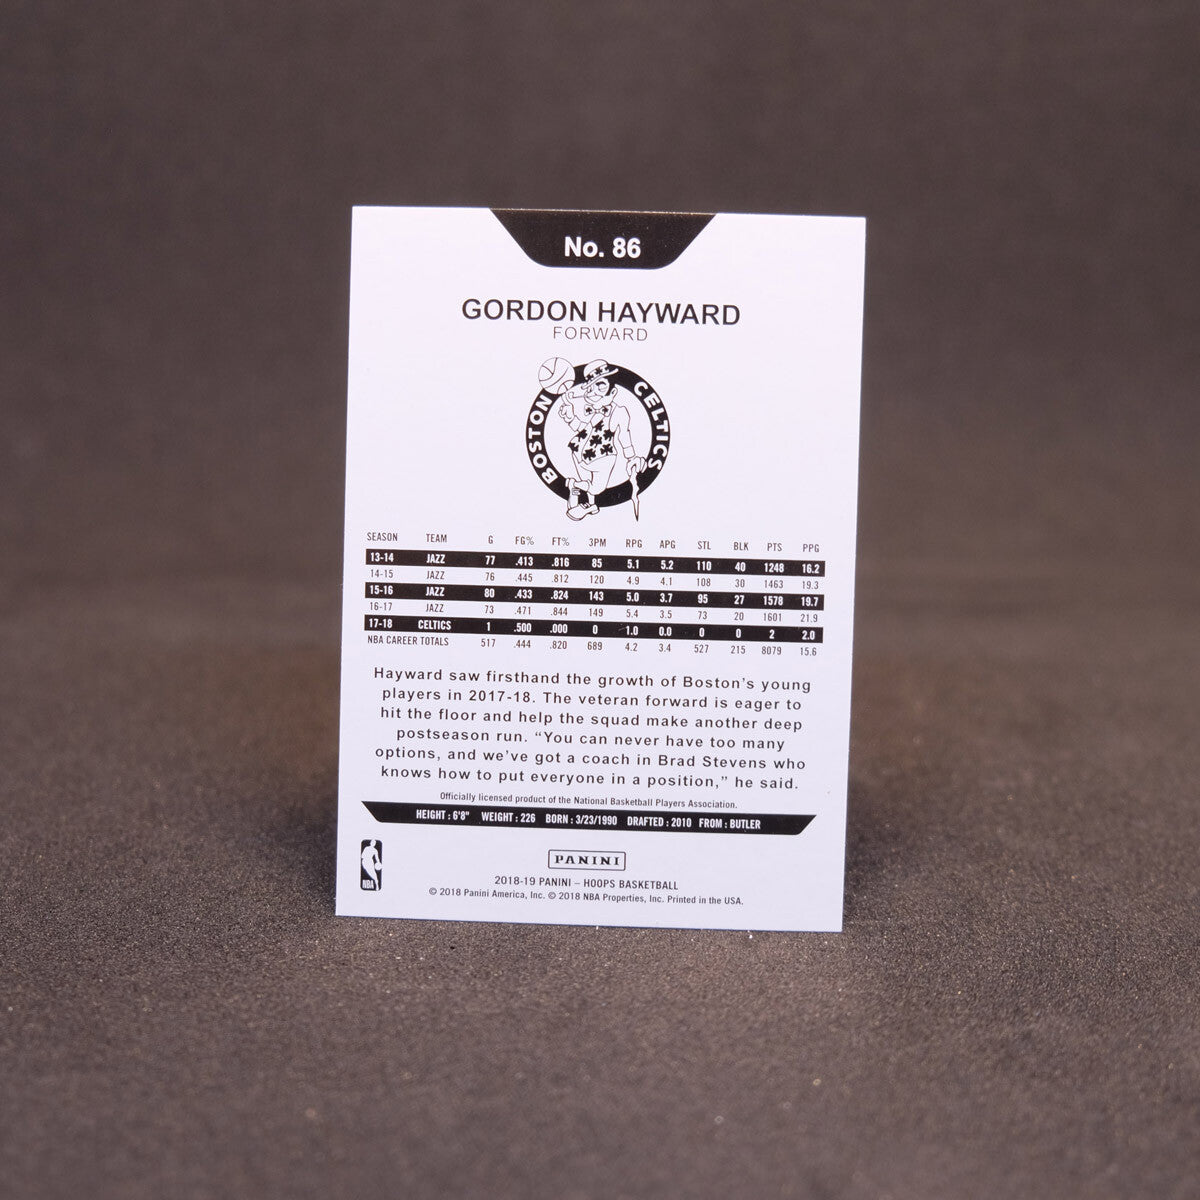 No. 86
GORDON HAYWARD
FORWARD
BOSTON CELTICS
SEASON TEAM G FG% FT% 3PM RPG APG STL BLK PTS PPG
13-14 JAZZ 77 .413 .816 85 5.1 5.2 110 40 1248 16.2
14-15 JAZZ 76 .445 .812 120 4.9 4.1 108 30 1463 19.3
15-16 JAZZ 80 .433 .824 143 5.0 3.7 95 27 1578 19.7
16-17 JAZZ 73 .471 .844 149 5.4 3.5 73 20 1601 21.9
17-18 CELTICS 1 .500 .000 0 1.0 0.0 0 0 2 2.0
NBA CAREER TOTALS 517 .444 .820 689 4.2 3.4 527 215 8079 15.6
Hayward saw firsthand the growth of Boston's young
players in 2017-18. The veteran forward is eager to
hit the floor and help the squad make another deep
postseason run. “You can never have too many
options, and we've got a coach in Brad Stevens who
knows how to put everyone in a position,” he said.
Officially licensed product of the National Basketball Players Association.
HEIGHT : 6'8" WEIGHT : 226 BORN : 3/23/1990 DRAFTED : 2010 FROM : BUTLER
NBA
PANINI
2018-19 PANINI – HOOPS BASKETBALL
© 2018 Panini America, Inc. © 2018 NBA Properties, Inc. Printed in the USA.